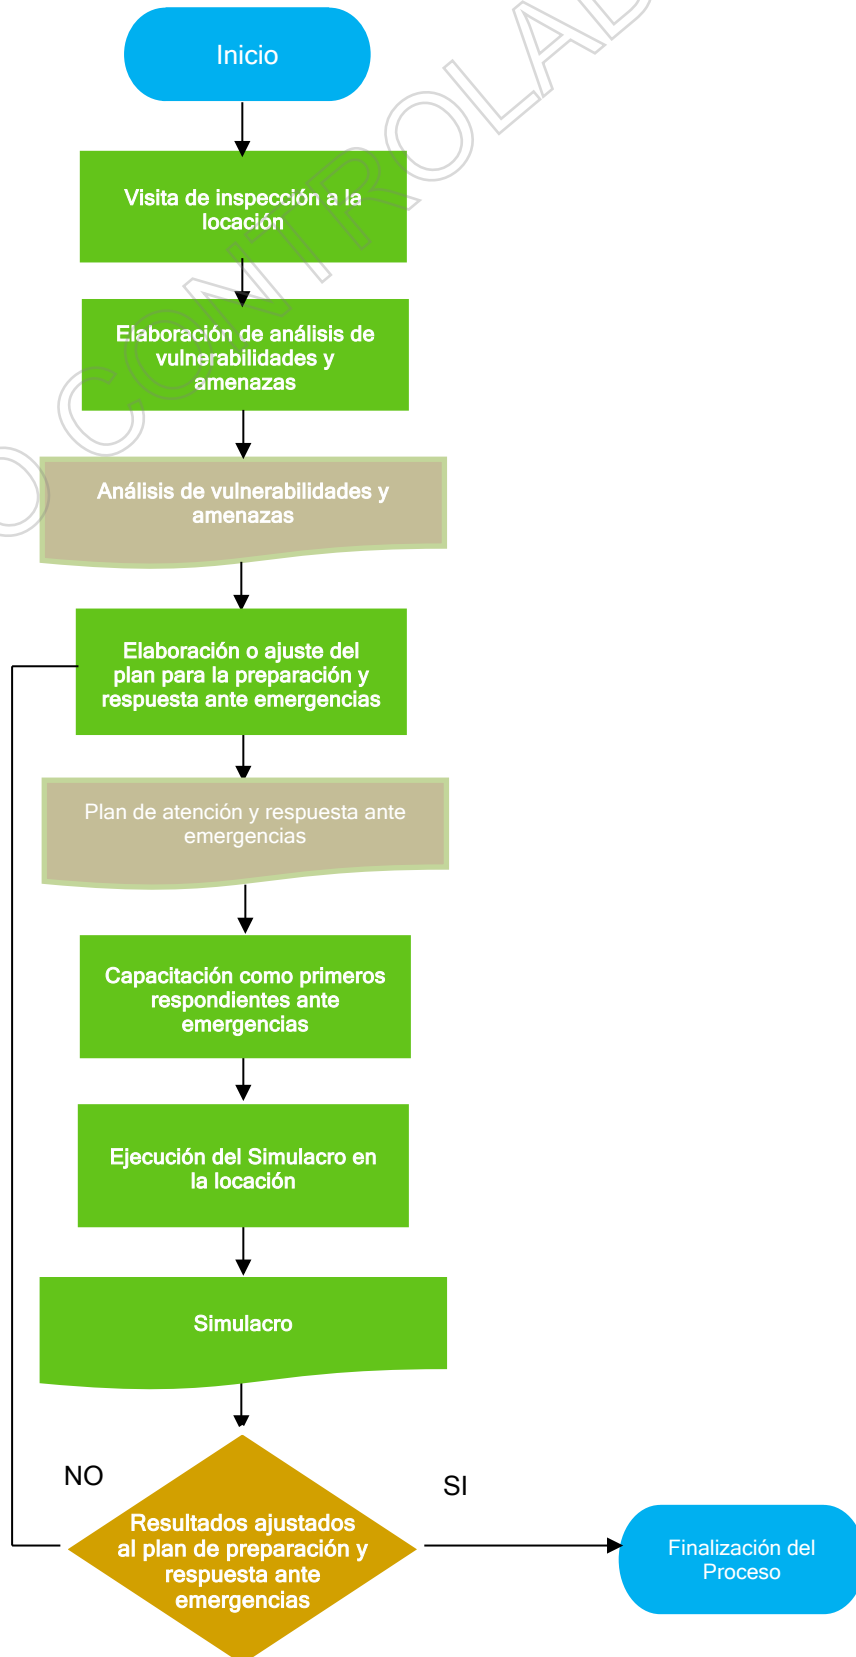 Inicio
Visita de inspección a la
locación
Elaboración de análisis de
vulnerabilidades y
amenazas
Análisis de vulnerabilidades y
amenazas
Elaboración o ajuste del
plan para la preparación y
respuesta ante emergencias
Plan de atención y respuesta ante
emergencias
Capacitación como primeros
respondientes ante
emergencias
Ejecución del Simulacro en
la locación
Simulacro
NO
SI
Resultados ajustados
al plan de preparación y
respuesta ante
emergencias
Finalización del
Proceso
O CONTROLAD